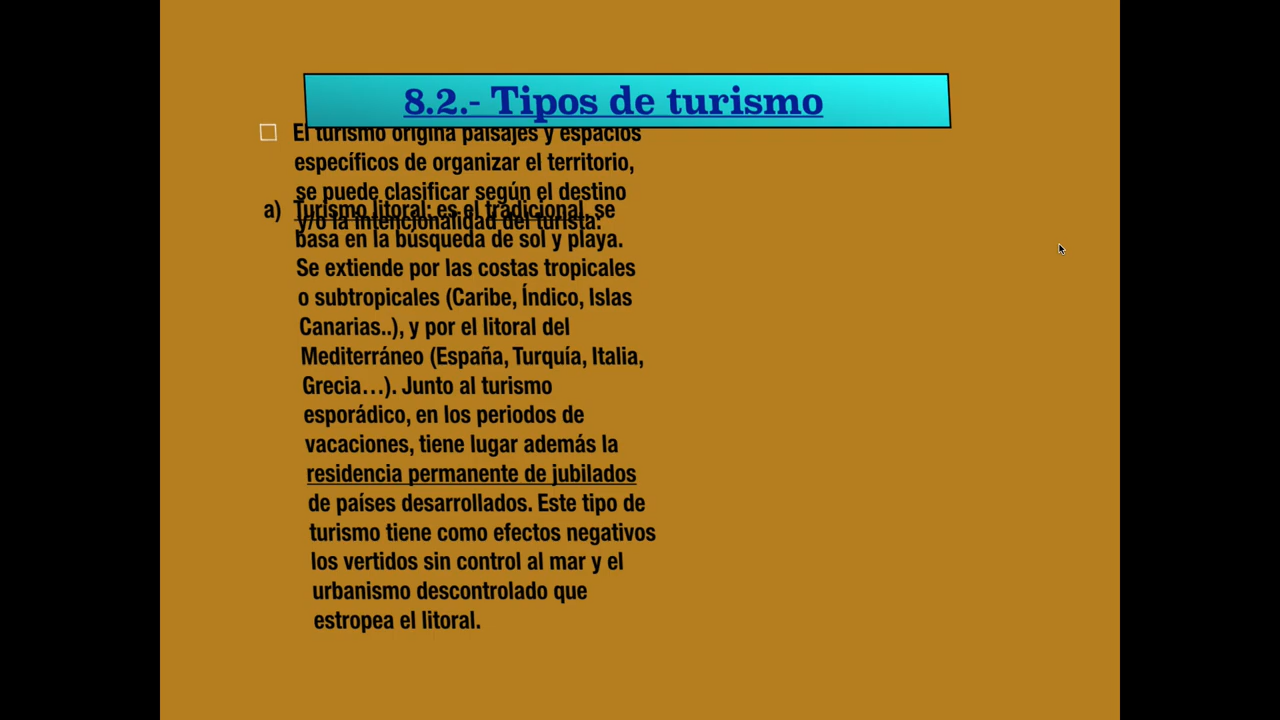 8.2.- Tipos de turismo
El turismo origina paisajes y espacios
específicos de organizar el territorio,
se puede clasificar según el destino
y/o la intencionalidad del turista:
a) Turismo litoral: es el tradicional, se
basa en la búsqueda de sol y playa.
Se extiende por las costas tropicales
o subtropicales (Caribe, Índico, Islas
Canarias..), y por el litoral del
Mediterráneo (España, Turquía, Italia,
Grecia…). Junto al turismo
esporádico, en los periodos de
vacaciones, tiene lugar además la
residencia permanente de jubilados
de países desarrollados. Este tipo de
turismo tiene como efectos negativos
los vertidos sin control al mar y el
urbanismo descontrolado que
estropea el litoral.